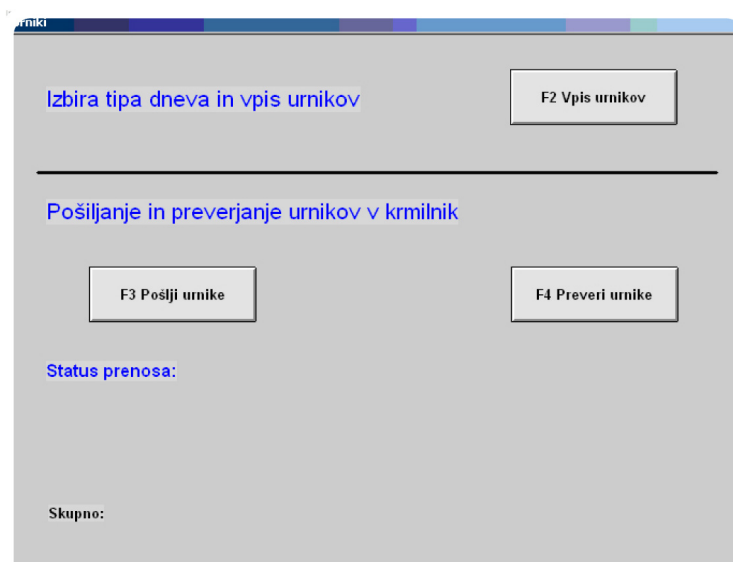 Izbira tipa dneva in vpis urnikov
F2 Vpis urnikov
Pošiljanje in preverjanje urnikov v krmilnik
F3 Pošlji urnike
F4 Preveri urnike
Status prenosa:
Skupno: